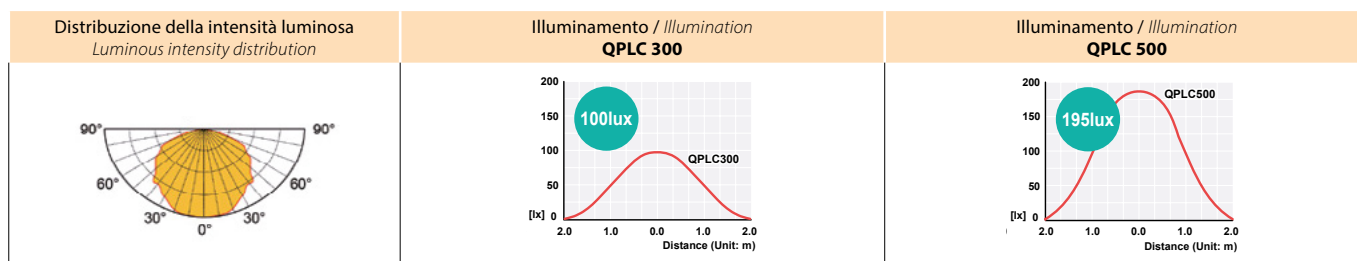 Distribuzione della intensità luminosa
Luminous intensity distribution
90°
90°
60°
60°
30°
30°
0°
Illuminamento / Illumination
QPLC 300
200
150
100
50
[lx] 0
100lux
QPLC300
2.0 1.0 0.0 1.0 2.0
Distance (Unit: m)
Illuminamento / Illumination
QPLC 500
200
150
100
50
[lx] 0
195lux
QPLC500
2.0 1.0 0.0 1.0 2.0
Distance (Unit: m)